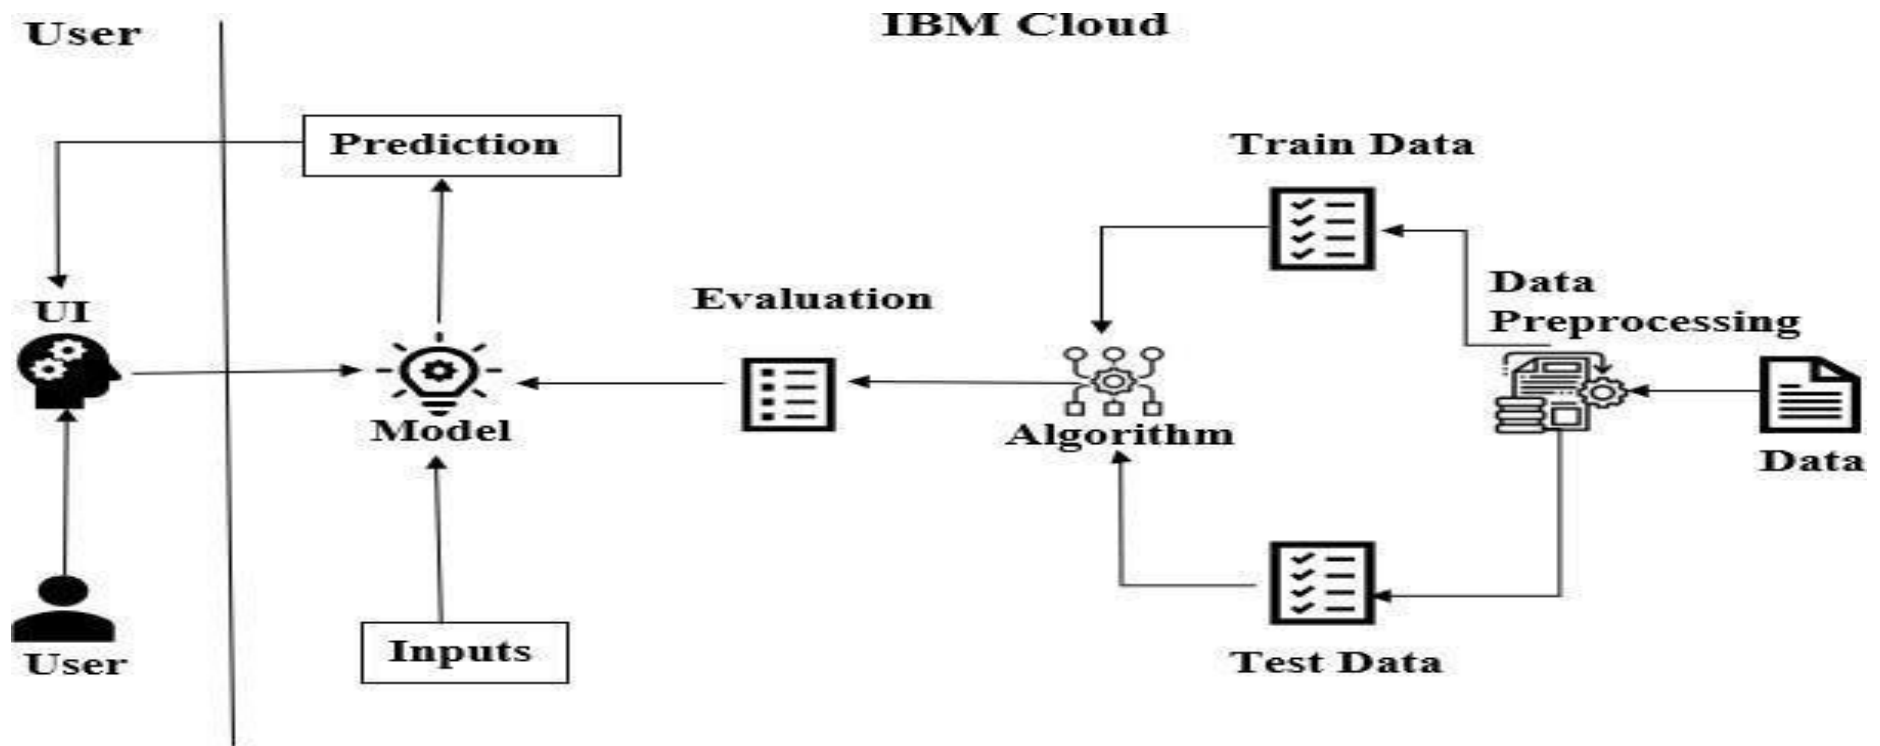 User
IBM Cloud
Prediction
Train Data
UI
Evaluation
Data
Preprocessing
Model
Algorithm
Data
User
Inputs
Test Data